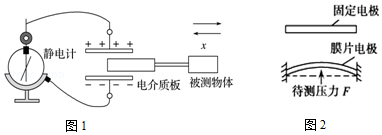 静电计
+ + + +
− − − −
x
电介质板
被测物体
图1
固定电极
膜片电极
待测压力 F
图2